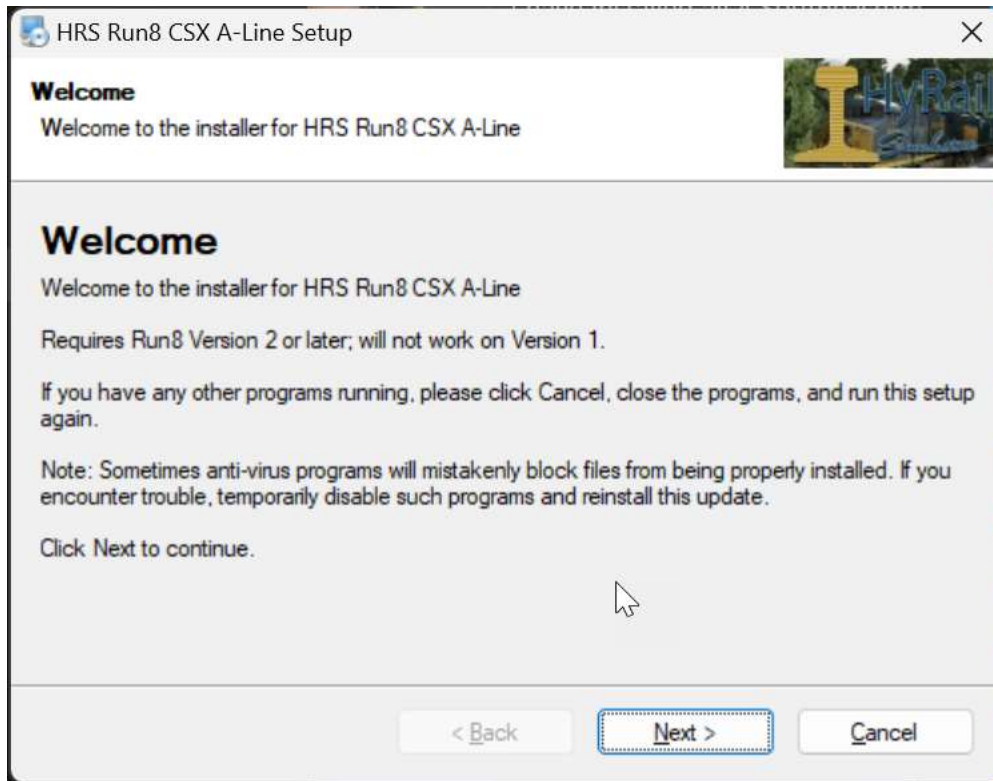 HRS Run8 CSX A-Line Setup
Welcome
Welcome to the installer for HRS Run8 CSX A-Line
HyRail
Simulation
Welcome
Welcome to the installer for HRS Run8 CSX A-Line
Requires Run8 Version 2 or later; will not work on Version 1.
If you have any other programs running, please click Cancel, close the programs, and run this setup
again.
Note: Sometimes anti-virus programs will mistakenly block files from being properly installed. If you
encounter trouble, temporarily disable such programs and reinstall this update.
Click Next to continue.
< Back
Next >
Cancel